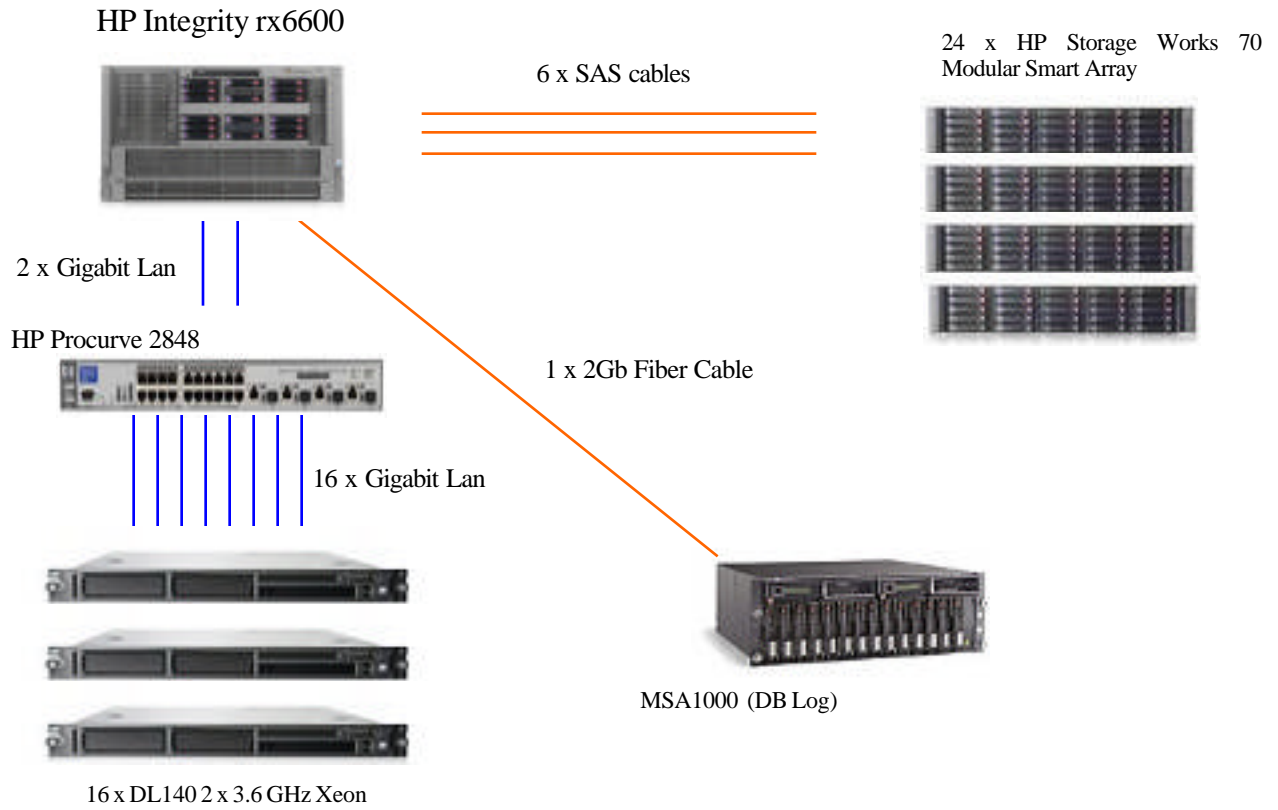 HP Integrity rx6600
24 x HP Storage Works 70
Modular Smart Array
6 x SAS cables
2 x Gigabit Lan
HP Procurve 2848
1 x 2Gb Fiber Cable
16 x Gigabit Lan
MSA1000 (DB Log)
16 x DL140 2 x 3.6 GHz Xeon